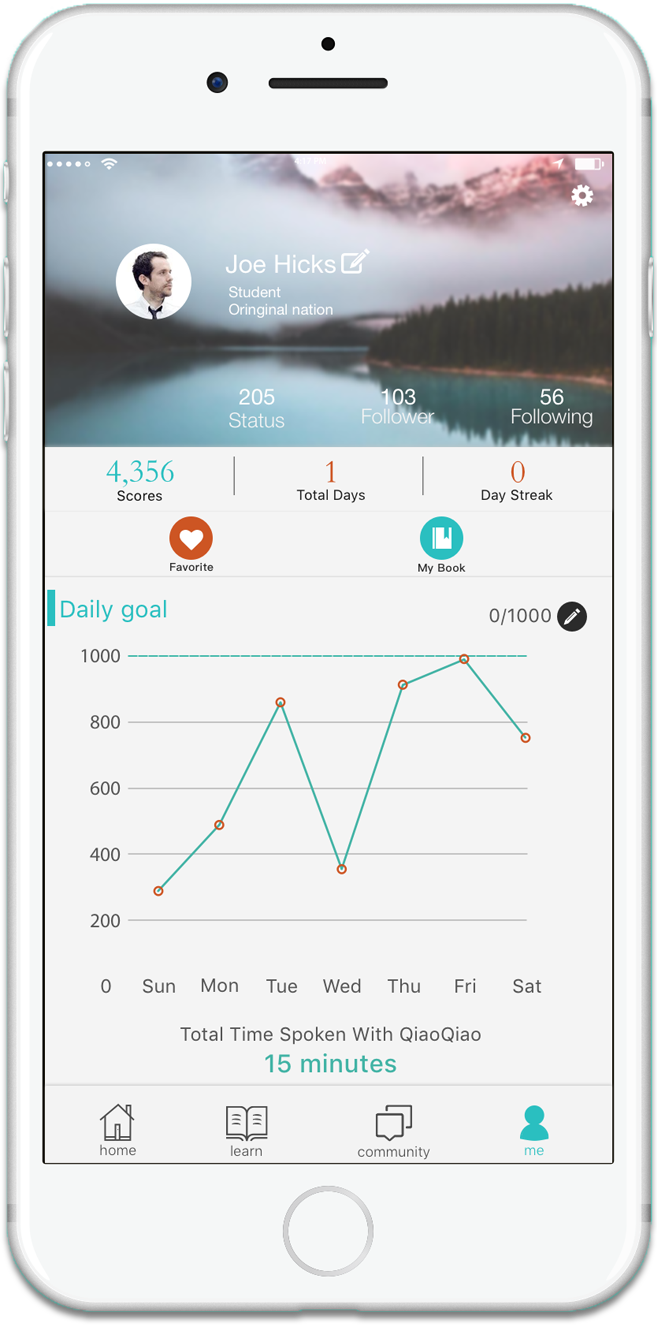 Joe Hicks
Student
Oringinal nation
205 103 56
Status Follower Following
4,356 1 0
Scores Total Days Day Streak
Favorite My Book
Daily goal
0/1000
1000
800
600
400
200
0 Sun Mon Tue Wed Thu Fri Sat
Total Time Spoken With QiaoQiao
15 minutes
home learn community me